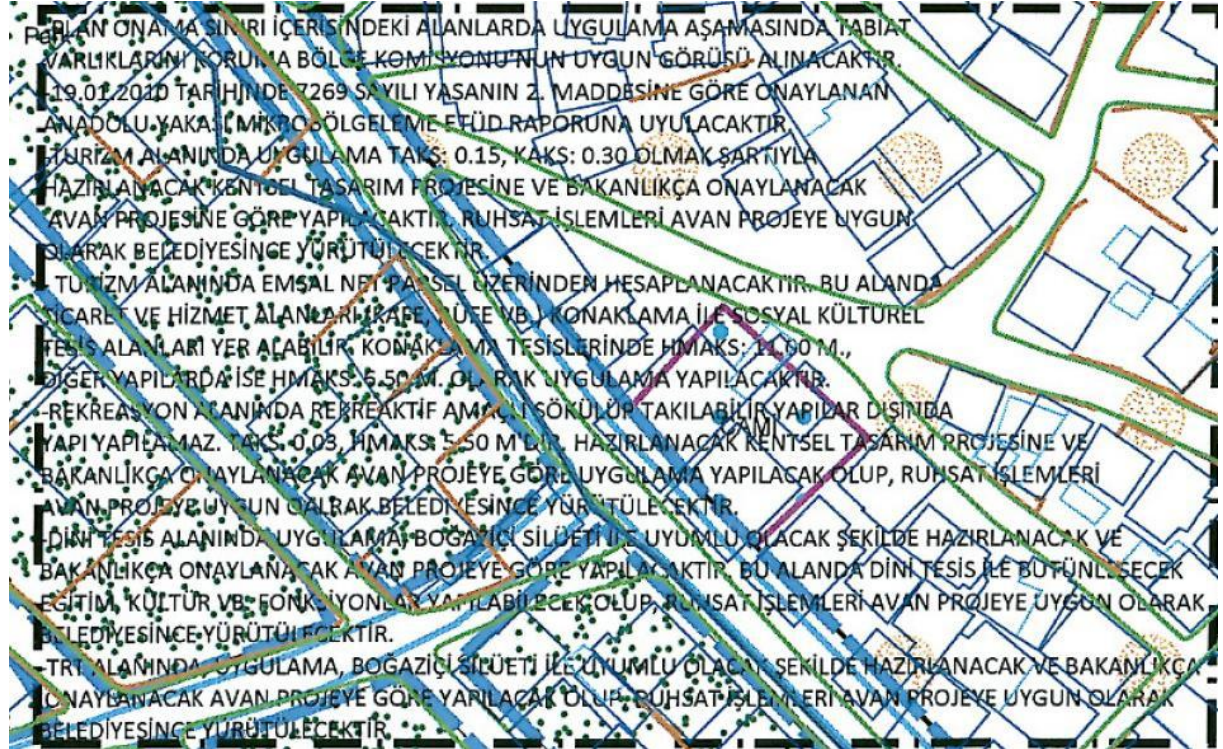 -PLAN ONAMA SINIRI İÇERİSİNDEKİ ALANLARDA UYGULAMA AŞAMASINDA TABİAT
VARLIKLARINI KORUMA BÖLGE KOMİSYONU'NUN UYGUN GÖRÜŞÜ ALINACAKTIR.
-19.01.2010 TARİHİNDE 7269 SAYILI YASANIN 2. MADDESİNE GÖRE ONAYLANAN
ANADOLU YAKASI MİKROBÖLGELEME ETÜD RAPORUNA UYULACAKTIR
-TURİZM ALANINDA UYGULAMA TAKS: 0.15, KAKS: 0.30 OLMAK ŞARTIYLA
HAZIRLANACAK KENTSEL TASARIM PROJESİNE VE BAKANLIKÇA ONAYLANACAK
AVAN PROJESİNE GÖRE YAPILACAKTIR. RUHSAT İŞLEMLERİ AVAN PROJEYE UYGUN
OLARAK BELEDİYESİNCE YÜRÜTÜLECEKTİR.
- TURİZM ALANINDA EMSAL NET PARSEL ÜZERİNDEN HESAPLANACAKTIR. BU ALANDA
TİCARET VE HİZMET ALANLARI (KAFE, BÜFE VB.) KONAKLAMA İLE SOSYAL KÜLTÜREL
TESİS ALANLARI YER ALABİLİR. KONAKLAMA TESİSLERİNDE HMAKS: 11.00 M.,
DİĞER YAPILARDA İSE HMAKS: 5.50 M. OLARAK UYGULAMA YAPILACAKTIR.
-REKREASYON ALANINDA REKREAKTİF AMAÇLI SÖKÜLÜP TAKILABİLİR YAPILAR DIŞINDA
CAMİ
YAPI YAPILAMAZ. TAKS: 0.03, HMAKS: 5.50 M'DİR. HAZIRLANACAK KENTSEL TASARIM PROJESİNE VE
BAKANLIKÇA ONAYLANACAK AVAN PROJEYE GÖRE UYGULAMA YAPILACAK OLUP, RUHSAT İŞLEMLERİ
AVAN PROJEYE UYGUN OALRAK BELEDİYESİNCE YÜRÜTÜLECEKTİR.
-DİNİ TESİS ALANINDA UYGULAMA, BOĞAZİÇİ SİLÜETİ İLE UYUMLU OLACAK ŞEKİLDE HAZIRLANACAK VE
BAKANLIKÇA ONAYLANACAK AVAN PROJEYE GÖRE YAPILACAKTIR. BU ALANDA DİNİ TESİS İLE BÜTÜNLEŞECEK
EĞİTİM, KÜLTÜR VB. FONKSİYONLAR YAPILABİLECEK OLUP, RUHSAT İŞLEMLERİ AVAN PROJEYE UYGUN OLARAK
BELEDİYESİNCE YÜRÜTÜLECEKTİR.
-TRT ALANINDA UYGULAMA, BOĞAZİÇİ SİLÜETİ İLE UYUMLU OLACAK ŞEKİLDE HAZIRLANACAK VE BAKANLIKÇA
ONAYLANACAK AVAN PROJEYE GÖRE YAPILAÇAK OLUP, RUHSAT İŞLEMLERİ AVAN PROJEYE UYGUN OLARAK
BELEDİYESİNCE YÜRÜTÜLECEKTİR.